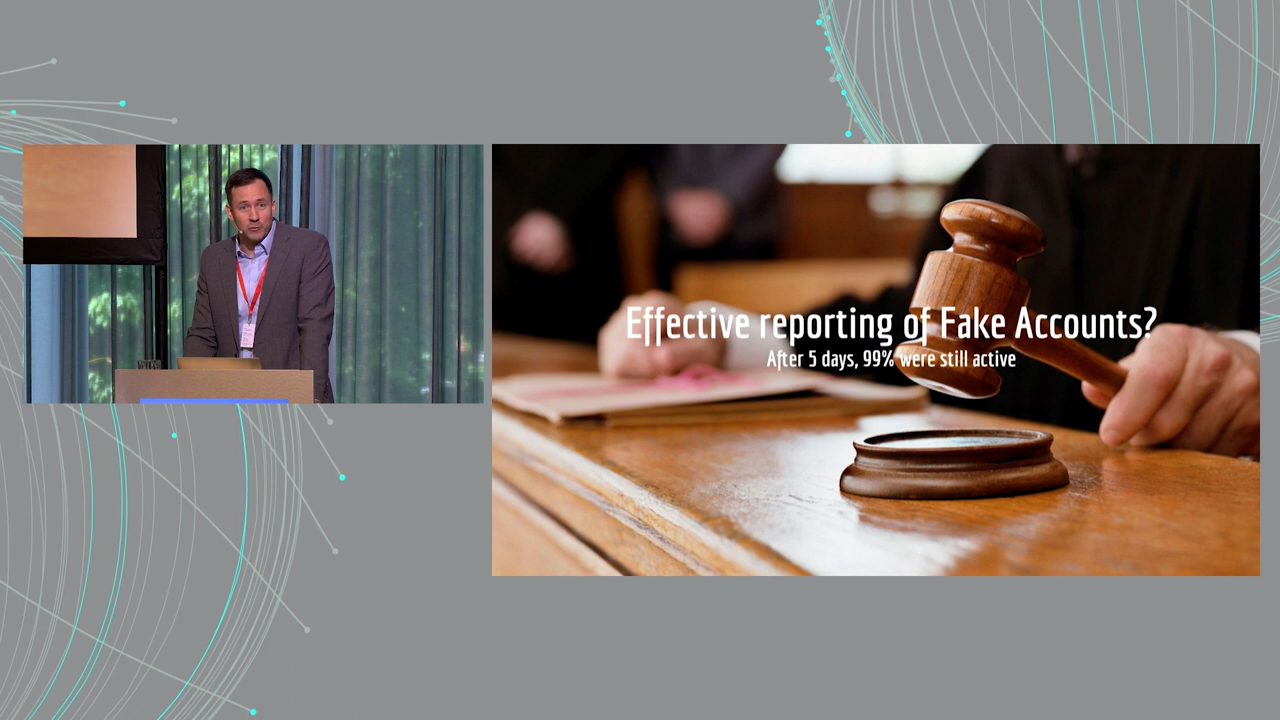 Effective reporting of Fake Accounts?
After 5 days, 99% were still active